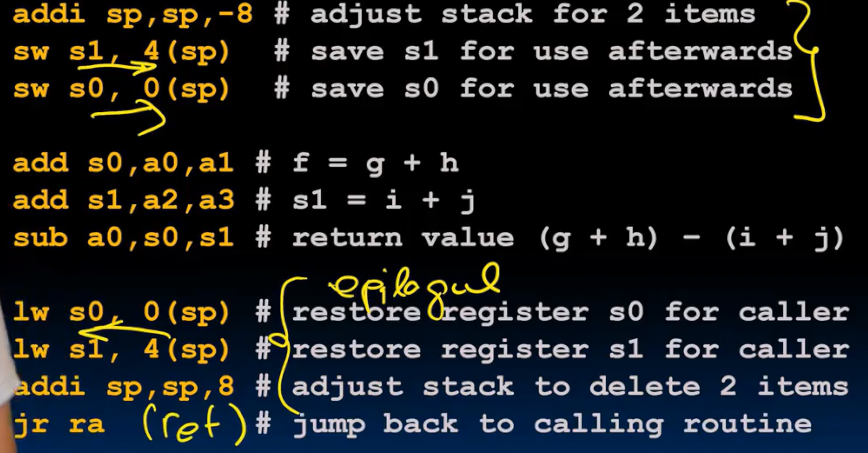 addi sp,sp,-8 # adjust stack for 2 items
sw s1, 4(sp) # save s1 for use afterwards
sw s0, 0(sp) # save s0 for use afterwards
add s0,a0,a1 # f = g + h
add s1,a2,a3 # s1 = i + j
sub a0,s0,s1 # return value (g + h) - (i + j)
epilogue
lw s0, 0(sp) # restore register s0 for caller
lw s1, 4(sp) # restore register s1 for caller
addi sp,sp,8 # adjust stack to delete 2 items
jr ra (ret) # jump back to calling routine